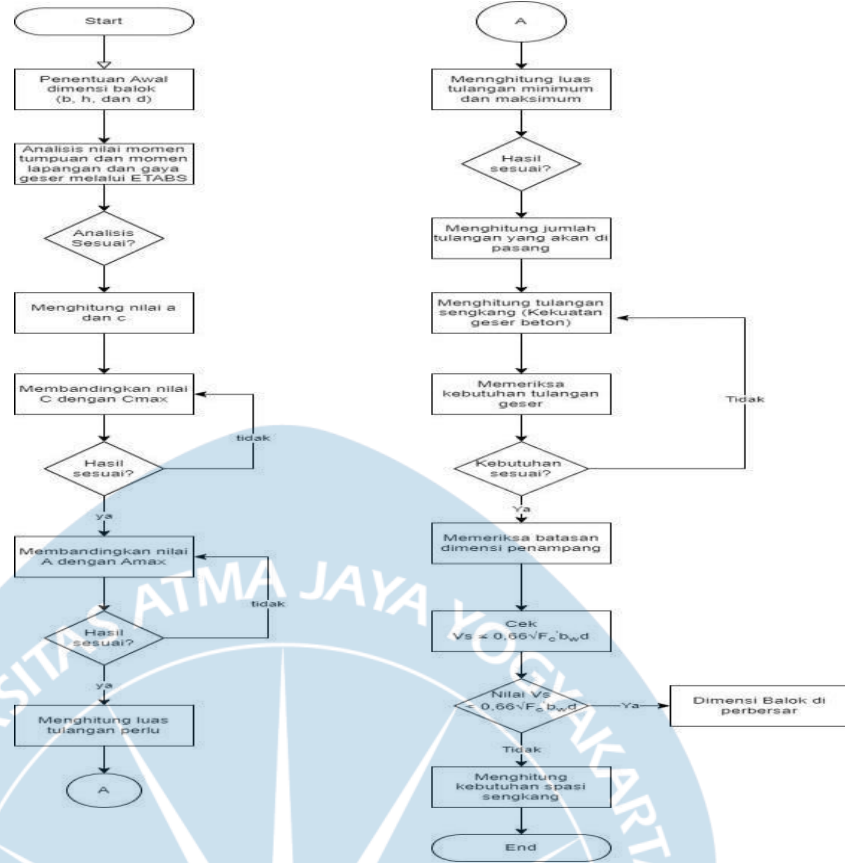 Start
Penentuan Awal
dimensi balok
(b, h, dan d)
Analisis nilai momen
tumpuan dan momen
lapangan dan gaya
geser melalui ETABS
Analisis
Sesuai?
Menghitung nilai a
dan c
Membandingkan nilai
C dengan Cmax
tidak
Hasil
sesuai?
ya
Membandingkan nilai
A dengan Amax
tidak
Hasil
sesuai?
ya
Menghitung luas
tulangan perlu
A
A
Mennghitung luas
tulangan minimum
dan maksimum
Hasil
sesuai?
Menghitung jumlah
tulangan yang akan di
pasang
Menghitung tulangan
sengkang (Kekuatan
geser beton)
Memeriksa
kebutuhan tulangan
geser
Tidak
Kebutuhan
sesuai?
Ya
Memeriksa batasan
dimensi penampang
Cek
Vs ≤ 0,66√Fc' bwd
Nilai Vs
≤ 0,66√Fc' bwd
Ya
Dimensi Balok di
perbersar
Tidak
Menghitung
kebutuhan spasi
sengkang
End
SITAS ATMA JAYA YOGYAKARTA